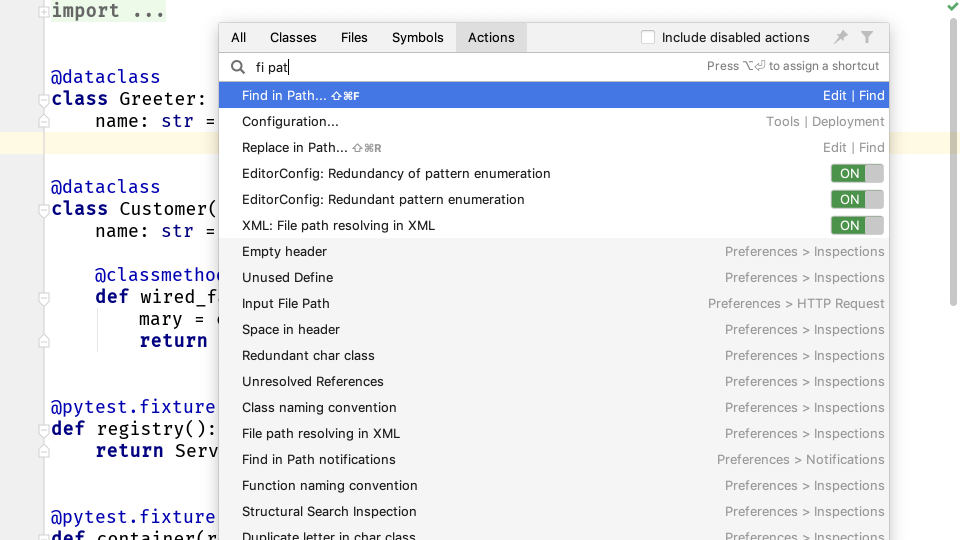 import ...
@dataclass
class Greeter:
name: str =
@dataclass
class Customer(
name: str =
@classmethod
def wired_f
mary = 
return
@pytest.fixture
def registry():
return Serv
@pytest.fixture
def container(r
All Classes Files Symbols Actions Include disabled actions
fi pat Press ⌥⏎ to assign a shortcut
Find in Path... ⇧⌘F Edit | Find
Configuration... Tools | Deployment
Replace in Path... ⇧⌘R Edit | Find
EditorConfig: Redundancy of pattern enumeration ON
EditorConfig: Redundant pattern enumeration ON
XML: File path resolving in XML ON
Empty header Preferences > Inspections
Unused Define Preferences > Inspections
Input File Path Preferences > HTTP Request
Space in header Preferences > Inspections
Redundant char class Preferences > Inspections
Unresolved References Preferences > Inspections
Class naming convention Preferences > Inspections
File path resolving in XML Preferences > Inspections
Find in Path notifications Preferences > Notifications
Function naming convention Preferences > Inspections
Structural Search Inspection Preferences > Inspections
Duplicate letter in char class Preferences > Inspections